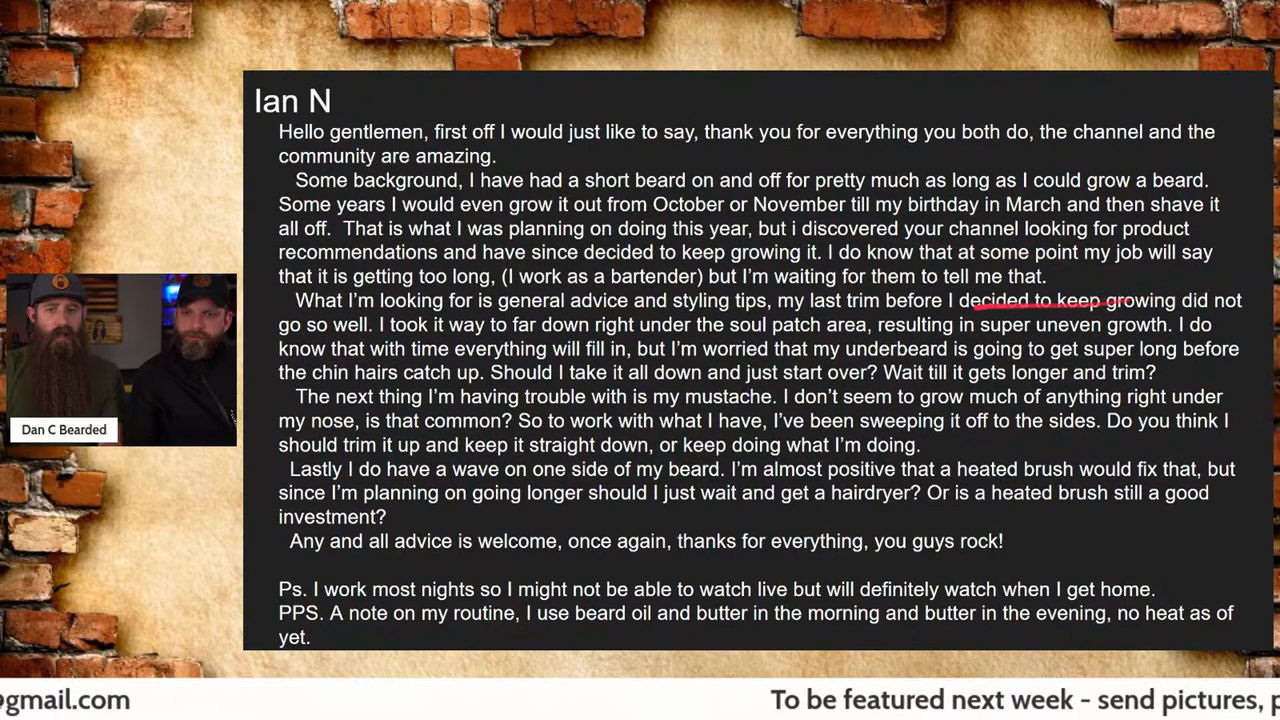 Ian N
Hello gentlemen, first off I would just like to say, thank you for everything you both do, the channel and the
community are amazing.
Some background, I have had a short beard on and off for pretty much as long as I could grow a beard.
Some years I would even grow it out from October or November till my birthday in March and then shave it
all off.  That is what I was planning on doing this year, but i discovered your channel looking for product
recommendations and have since decided to keep growing it. I do know that at some point my job will say
that it is getting too long, (I work as a bartender) but I'm waiting for them to tell me that.
What I'm looking for is general advice and styling tips, my last trim before I decided to keep growing did not
go so well. I took it way to far down right under the soul patch area, resulting in super uneven growth. I do
know that with time everything will fill in, but I'm worried that my underbeard is going to get super long before
the chin hairs catch up. Should I take it all down and just start over? Wait till it gets longer and trim?
The next thing I'm having trouble with is my mustache. I don't seem to grow much of anything right under
my nose, is that common? So to work with what I have, I've been sweeping it off to the sides. Do you think I
should trim it up and keep it straight down, or keep doing what I'm doing.
Lastly I do have a wave on one side of my beard. I'm almost positive that a heated brush would fix that, but
since I'm planning on going longer should I just wait and get a hairdryer? Or is a heated brush still a good
investment?
Any and all advice is welcome, once again, thanks for everything, you guys rock!
Ps. I work most nights so I might not be able to watch live but will definitely watch when I get home.
PPS. A note on my routine, I use beard oil and butter in the morning and butter in the evening, no heat as of
yet.
Dan C Bearded
@gmail.com To be featured next week - send pictures, p